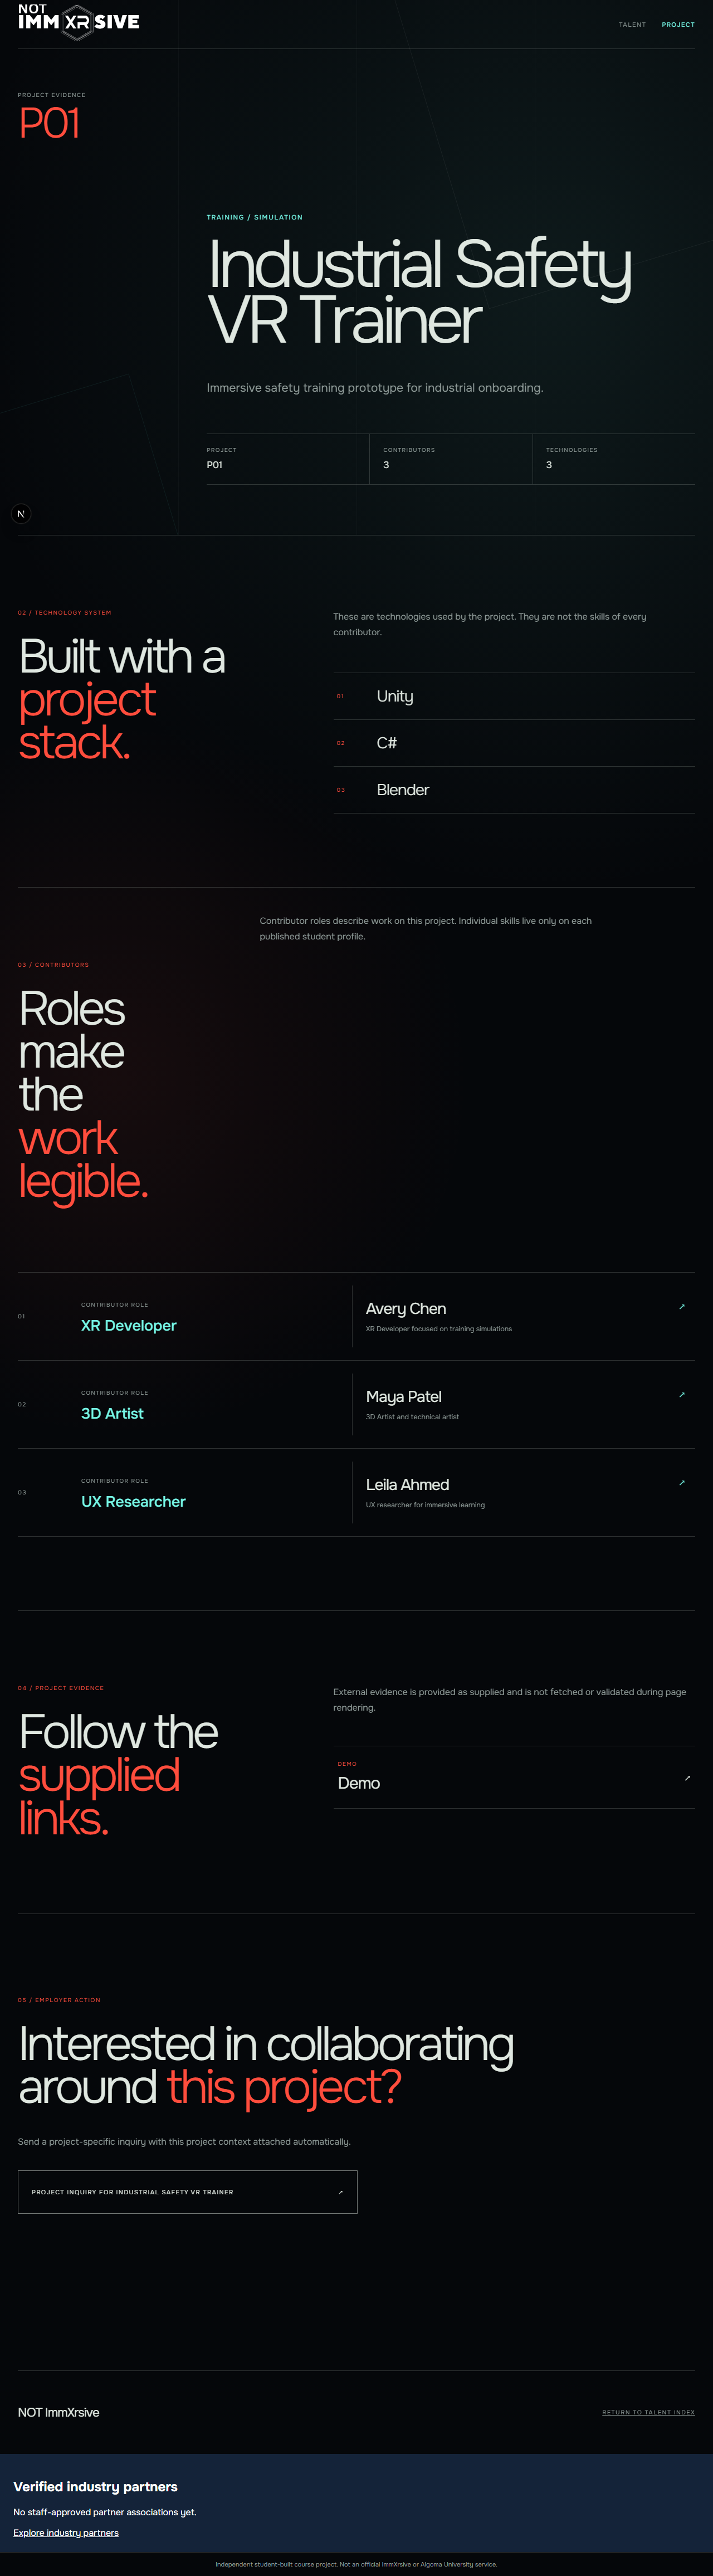 NOT
IMMXRSIVE
TALENT
PROJECT
PROJECT EVIDENCE
P01
TRAINING / SIMULATION
Industrial Safety
VR Trainer
Immersive safety training prototype for industrial onboarding.
PROJECT
P01
CONTRIBUTORS
3
TECHNOLOGIES
3
N
02 / TECHNOLOGY SYSTEM
Built with a
project
stack.
These are technologies used by the project. They are not the skills of every
contributor.
01 Unity
02 C#
03 Blender
Contributor roles describe work on this project. Individual skills live only on each
published student profile.
03 / CONTRIBUTORS
Roles
make
the
work
legible.
01
CONTRIBUTOR ROLE
XR Developer
Avery Chen
XR Developer focused on training simulations
↗
02
CONTRIBUTOR ROLE
3D Artist
Maya Patel
3D Artist and technical artist
↗
03
CONTRIBUTOR ROLE
UX Researcher
Leila Ahmed
UX researcher for immersive learning
↗
04 / PROJECT EVIDENCE
Follow the
supplied
links.
External evidence is provided as supplied and is not fetched or validated during page
rendering.
DEMO
Demo
↗
05 / EMPLOYER ACTION
Interested in collaborating
around this project?
Send a project-specific inquiry with this project context attached automatically.
PROJECT INQUIRY FOR INDUSTRIAL SAFETY VR TRAINER ↗
NOT ImmXrsive
RETURN TO TALENT INDEX
Verified industry partners
No staff-approved partner associations yet.
Explore industry partners
Independent student-built course project. Not an official ImmXrsive or Algoma University service.